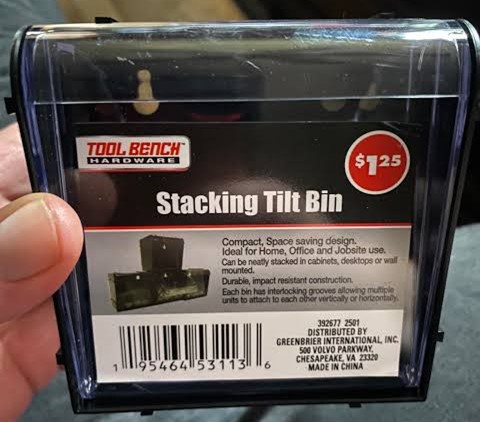 TOOL BENCH
HARDWARE
$1.25
Stacking Tilt Bin
Compact, Space saving design.
Ideal for Home, Office and Jobsite use.
Can be neatly stacked in cabinets, desktops or wall
mounted.
Durable, impact resistant construction.
Each bin has interlocking grooves allowing multiple
units to attach to each other vertically or horizontally.
392677 2501
DISTRIBUTED BY
GREENBRIER INTERNATIONAL, INC.
500 VOLVO PARKWAY,
CHESAPEAKE, VA 23320
MADE IN CHINA
1 95464 53113 6